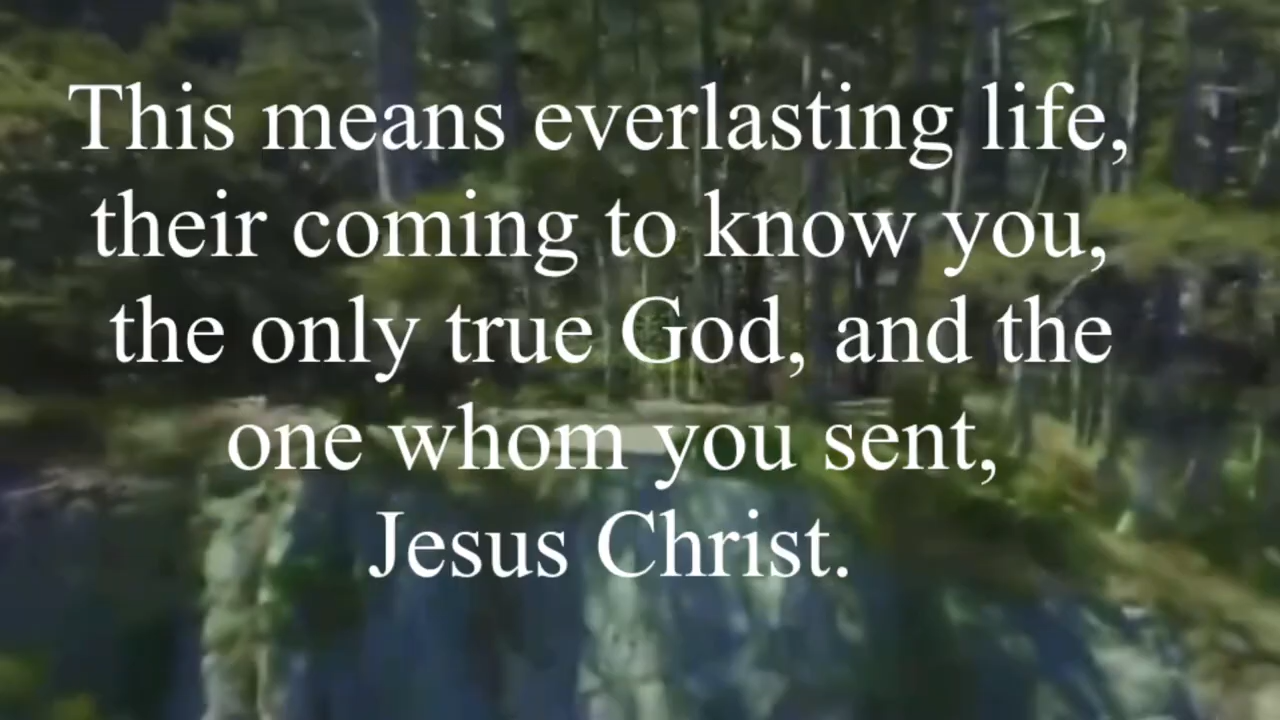 This means everlasting life,
their coming to know you,
the only true God, and the
one whom you sent,
Jesus Christ.